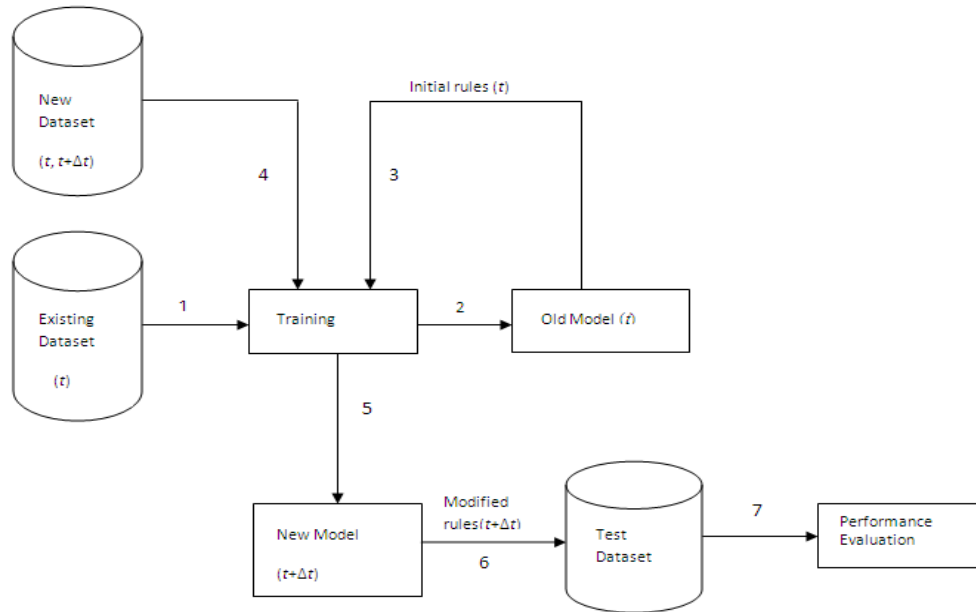 New
Dataset
(t, t+Δt)
Initial rules (t)
4
3
Existing
Dataset
(t)
1
Training
2
Old Model (t)
5
New Model
(t+Δt)
Modified
rules(t+Δt)
6
Test
Dataset
7
Performance
Evaluation